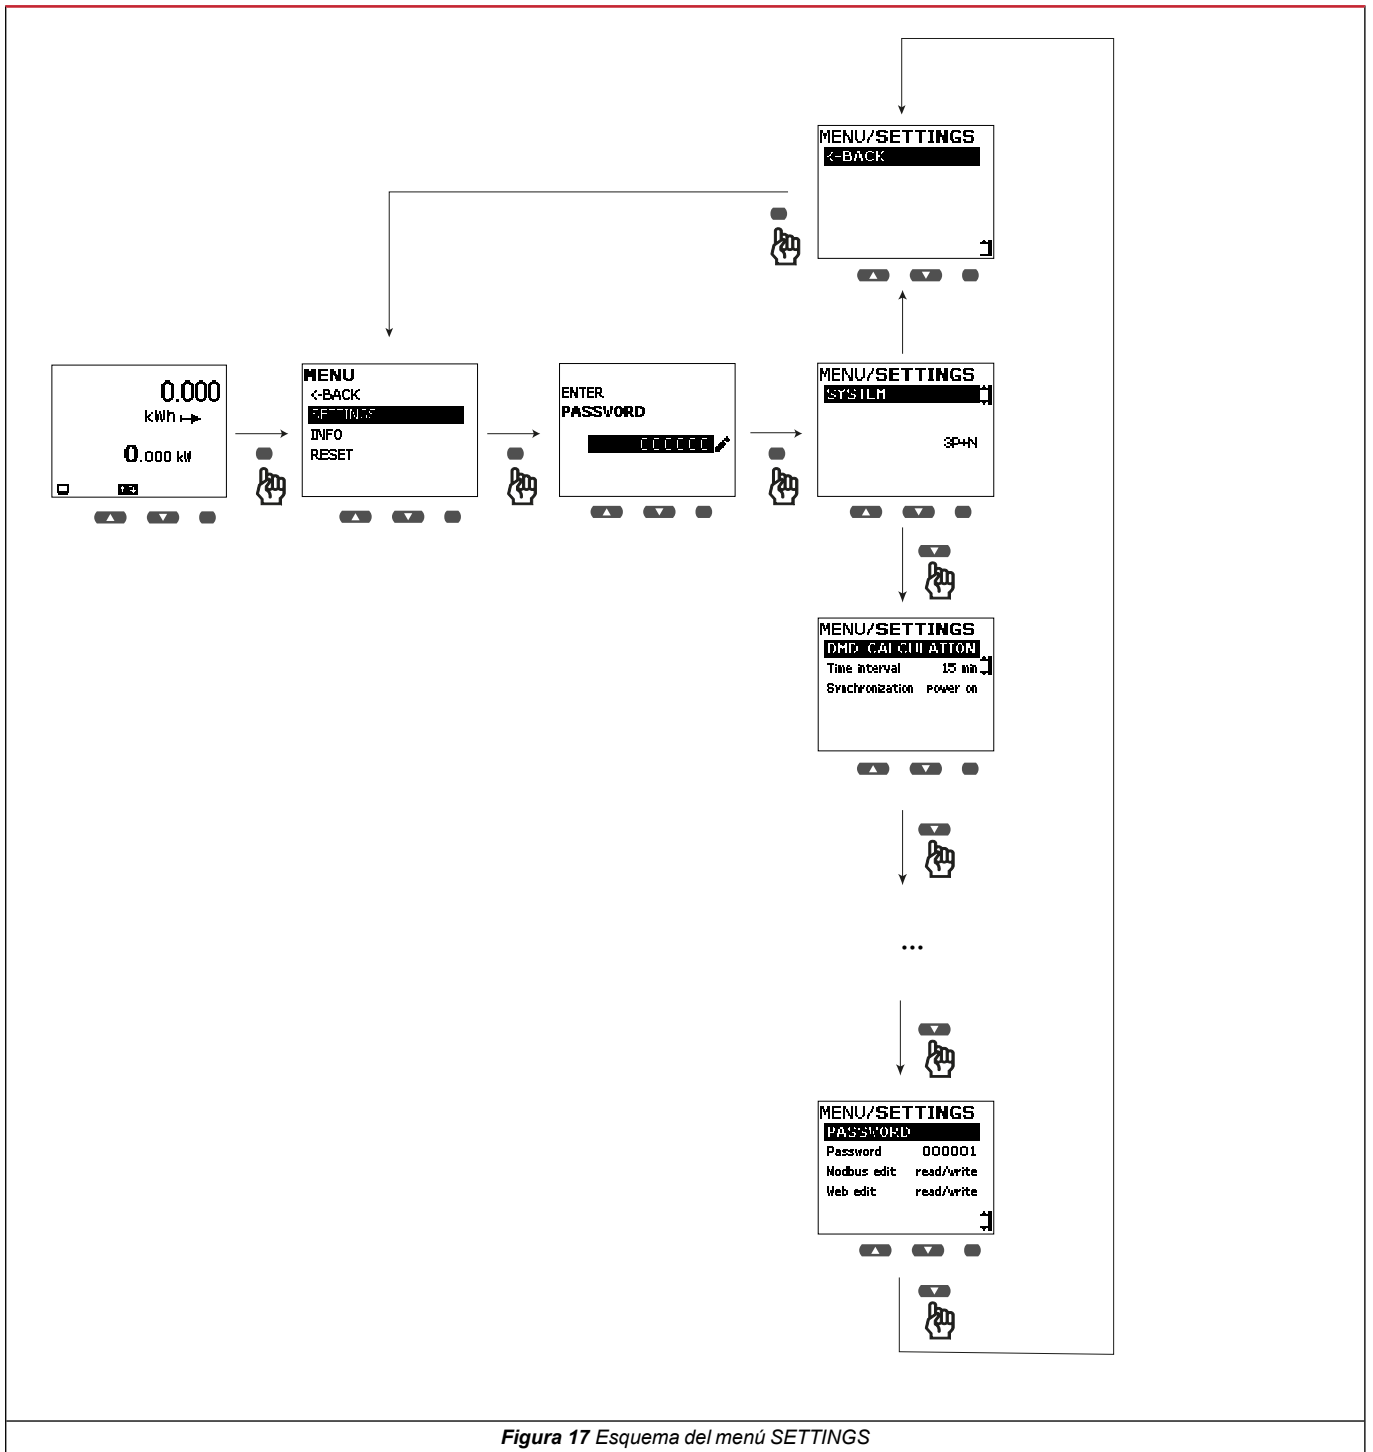 MENU/SETTINGS
<-BACK
0.000
kWh
0.000 kW
MENU
<-BACK
SETTINGS
INFO
RESET
ENTER
PASSWORD
MENU/SETTINGS
SYSTEM
3P+N
MENU/SETTINGS
DMD CALCULATION
Time interval 15 min
Synchronization power on
...
MENU/SETTINGS
PASSWORD
Password 000001
Modbus edit read/write
Web edit read/write
Figura 17 Esquema del menú SETTINGS